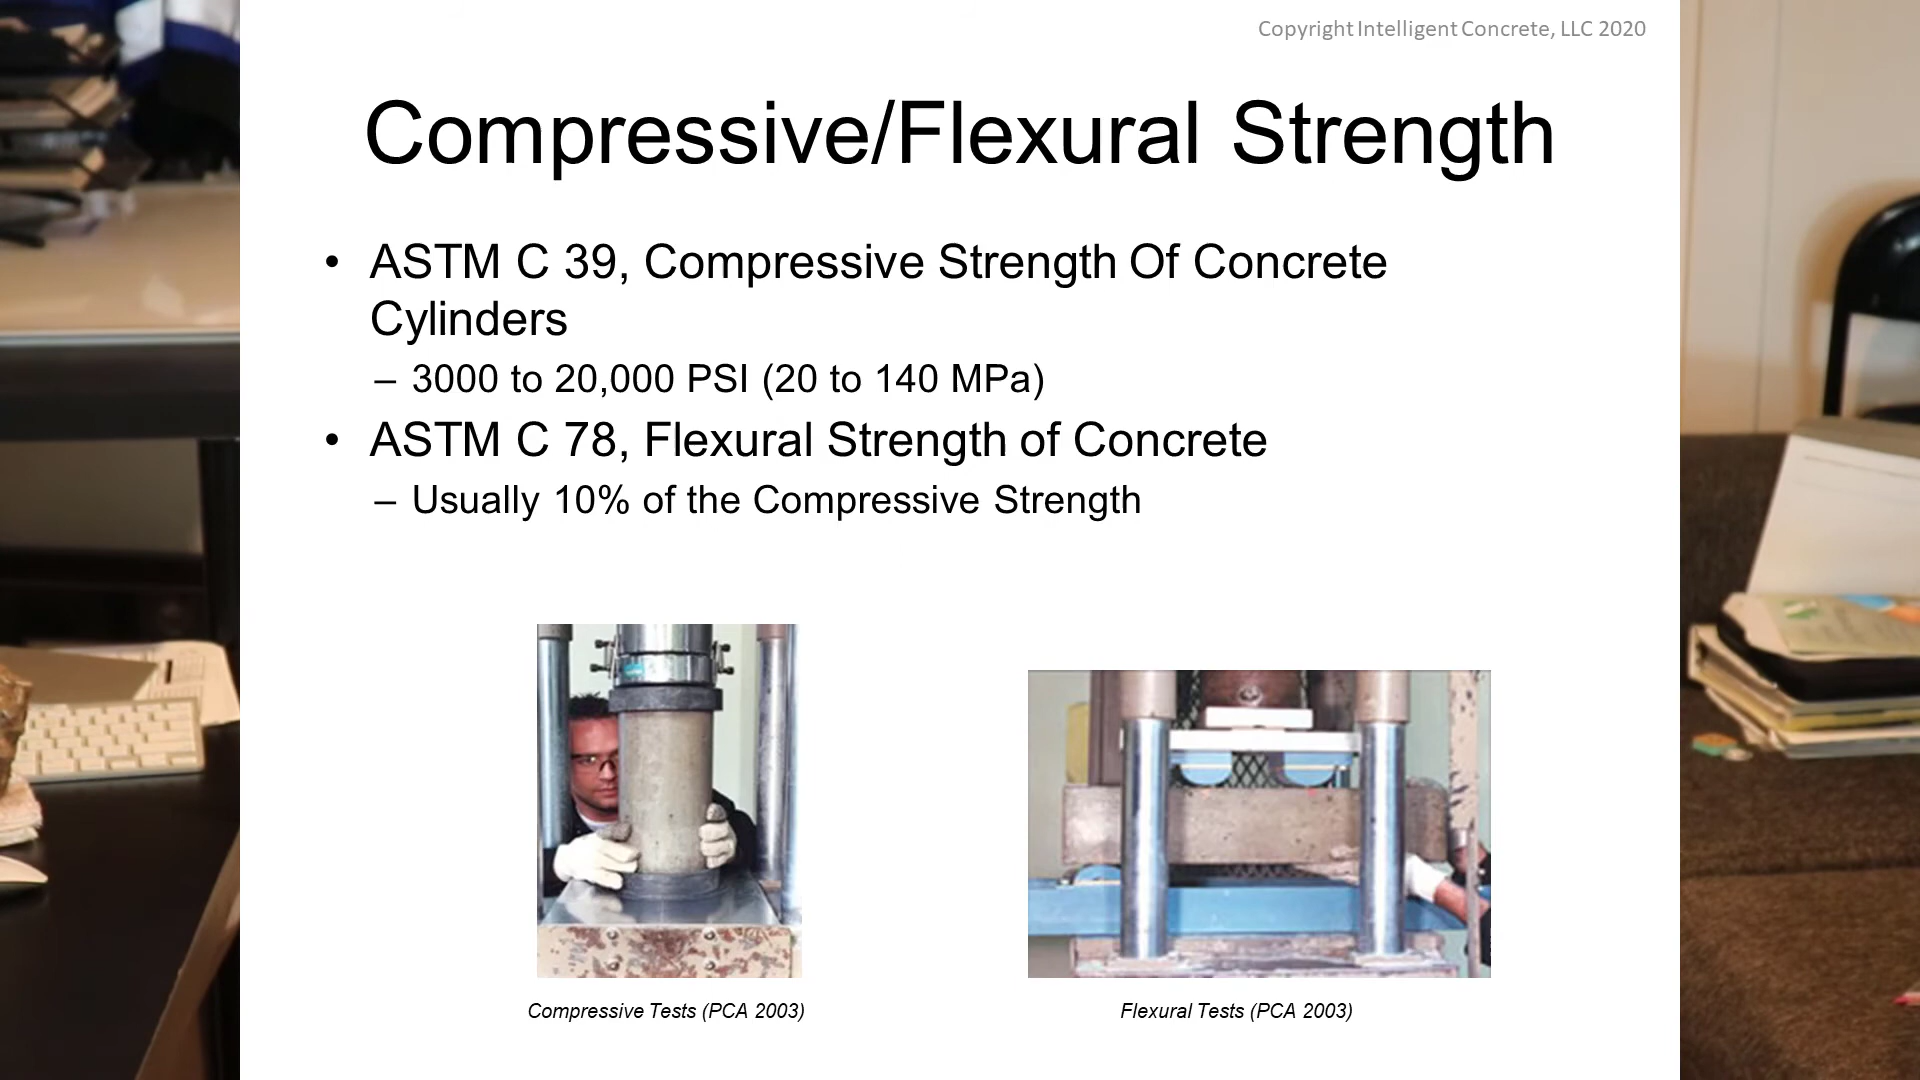 Copyright Intelligent Concrete, LLC 2020
Compressive/Flexural Strength
• ASTM C 39, Compressive Strength Of Concrete
Cylinders
– 3000 to 20,000 PSI (20 to 140 MPa)
• ASTM C 78, Flexural Strength of Concrete
– Usually 10% of the Compressive Strength
Compressive Tests (PCA 2003)
Flexural Tests (PCA 2003)